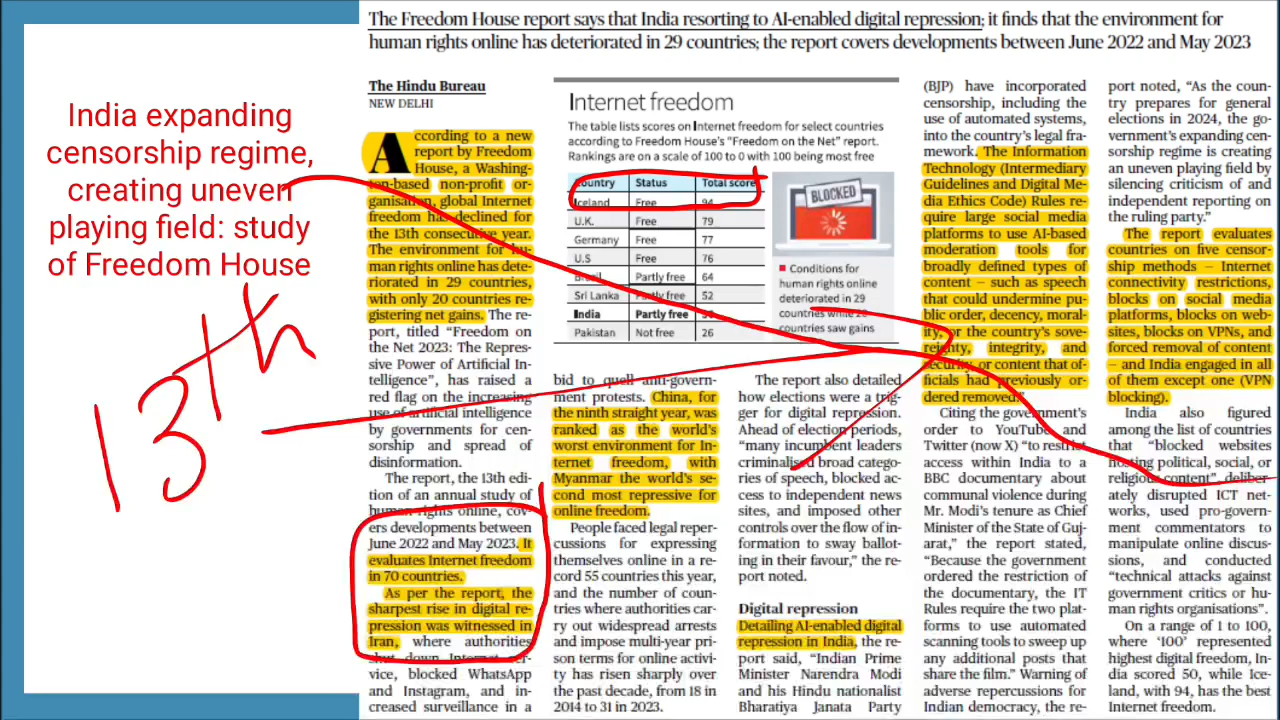 The Freedom House report says that India resorting to AI-enabled digital repression; it finds that the environment for
human rights online has deteriorated in 29 countries; the report covers developments between June 2022 and May 2023
India expanding
censorship regime,
creating uneven
playing field: study
of Freedom House
13th
The Hindu Bureau
NEW DELHI
According to a new
report by Freedom
House, a Washing-
ton-based non-profit or-
ganisation, global Internet
freedom has declined for
the 13th consecutive year.
The environment for hu-
man rights online has dete-
riorated in 29 countries,
with only 20 countries re-
gistering net gains. The re-
port, titled “Freedom on
the Net 2023: The Repres-
sive Power of Artificial In-
telligence”, has raised a
red flag on the increasing
use of artificial intelligence
by governments for cen-
sorship and spread of
disinformation.
The report, the 13th edi-
tion of an annual study of
human rights online, cov-
ers developments between
June 2022 and May 2023. It
evaluates Internet freedom
in 70 countries.
As per the report, the
sharpest rise in digital re-
pression was witnessed in
Iran, where authorities
shut down Internet ser-
vice, blocked WhatsApp
and Instagram, and in-
creased surveillance in a
Internet freedom
The table lists scores on Internet freedom for select countries
according to Freedom House’s “Freedom on the Net” report.
Rankings are on a scale of 100 to 0 with 100 being most free
Country Status Total score
Iceland Free 94
U.K. Free 79
Germany Free 77
U.S Free 76
Brazil Partly free 64
Sri Lanka Partly free 52
India Partly free 50
Pakistan Not free 26
BLOCKED
Conditions for
human rights online
deteriorated in 29
countries while 20
countries saw gains
bid to quell anti-govern-
ment protests. China, for
the ninth straight year, was
ranked as the world’s
worst environment for In-
ternet freedom, with
Myanmar the world’s se-
cond most repressive for
online freedom.
People faced legal reper-
cussions for expressing
themselves online in a re-
cord 55 countries this year,
and the number of coun-
tries where authorities car-
ry out widespread arrests
and impose multi-year pri-
son terms for online activi-
ty has risen sharply over
the past decade, from 18 in
2014 to 31 in 2023.
The report also detailed
how elections were a trig-
ger for digital repression.
Ahead of election periods,
“many incumbent leaders
criminalised broad catego-
ries of speech, blocked ac-
cess to independent news
sites, and imposed other
controls over the flow of in-
formation to sway ballot-
ing in their favour,” the re-
port noted.
Digital repression
Detailing AI-enabled digital
repression in India, the re-
port said, “Indian Prime
Minister Narendra Modi
and his Hindu nationalist
Bharatiya Janata Party
(BJP) have incorporated
censorship, including the
use of automated systems,
into the country’s legal fra-
mework. The Information
Technology (Intermediary
Guidelines and Digital Me-
dia Ethics Code) Rules re-
quire large social media
platforms to use AI-based
moderation tools for
broadly defined types of
content – such as speech
that could undermine pu-
blic order, decency, moral-
ity, or the country’s sove-
reignty, integrity, and
security, or content that of-
ficials had previously or-
dered removed.”
Citing the government’s
order to YouTube and
Twitter (now X) “to restrict
access within India to a
BBC documentary about
communal violence during
Mr. Modi’s tenure as Chief
Minister of the State of Guj-
arat,” the report stated,
“Because the government
ordered the restriction of
the documentary, the IT
Rules require the two plat-
forms to use automated
scanning tools to sweep up
any additional posts that
share the film.” Warning of
adverse repercussions for
Indian democracy, the re-
port noted, “As the coun-
try prepares for general
elections in 2024, the go-
vernment’s expanding cen-
sorship regime is creating
an uneven playing field by
silencing criticism of and
independent reporting on
the ruling party.”
The report evaluates
countries on five censor-
ship methods – Internet
connectivity restrictions,
blocks on social media
platforms, blocks on web-
sites, blocks on VPNs, and
forced removal of content
– and India engaged in all
of them except one (VPN
blocking).
India also figured
among the list of countries
that “blocked websites
hosting political, social, or
religious content”, deliber-
ately disrupted ICT net-
works, used pro-govern-
ment commentators to
manipulate online discus-
sions, and conducted
“technical attacks against
government critics or hu-
man rights organisations”.
On a range of 1 to 100,
where ‘100’ represented
highest digital freedom, In-
dia scored 50, while Ice-
land, with 94, has the best
Internet freedom.